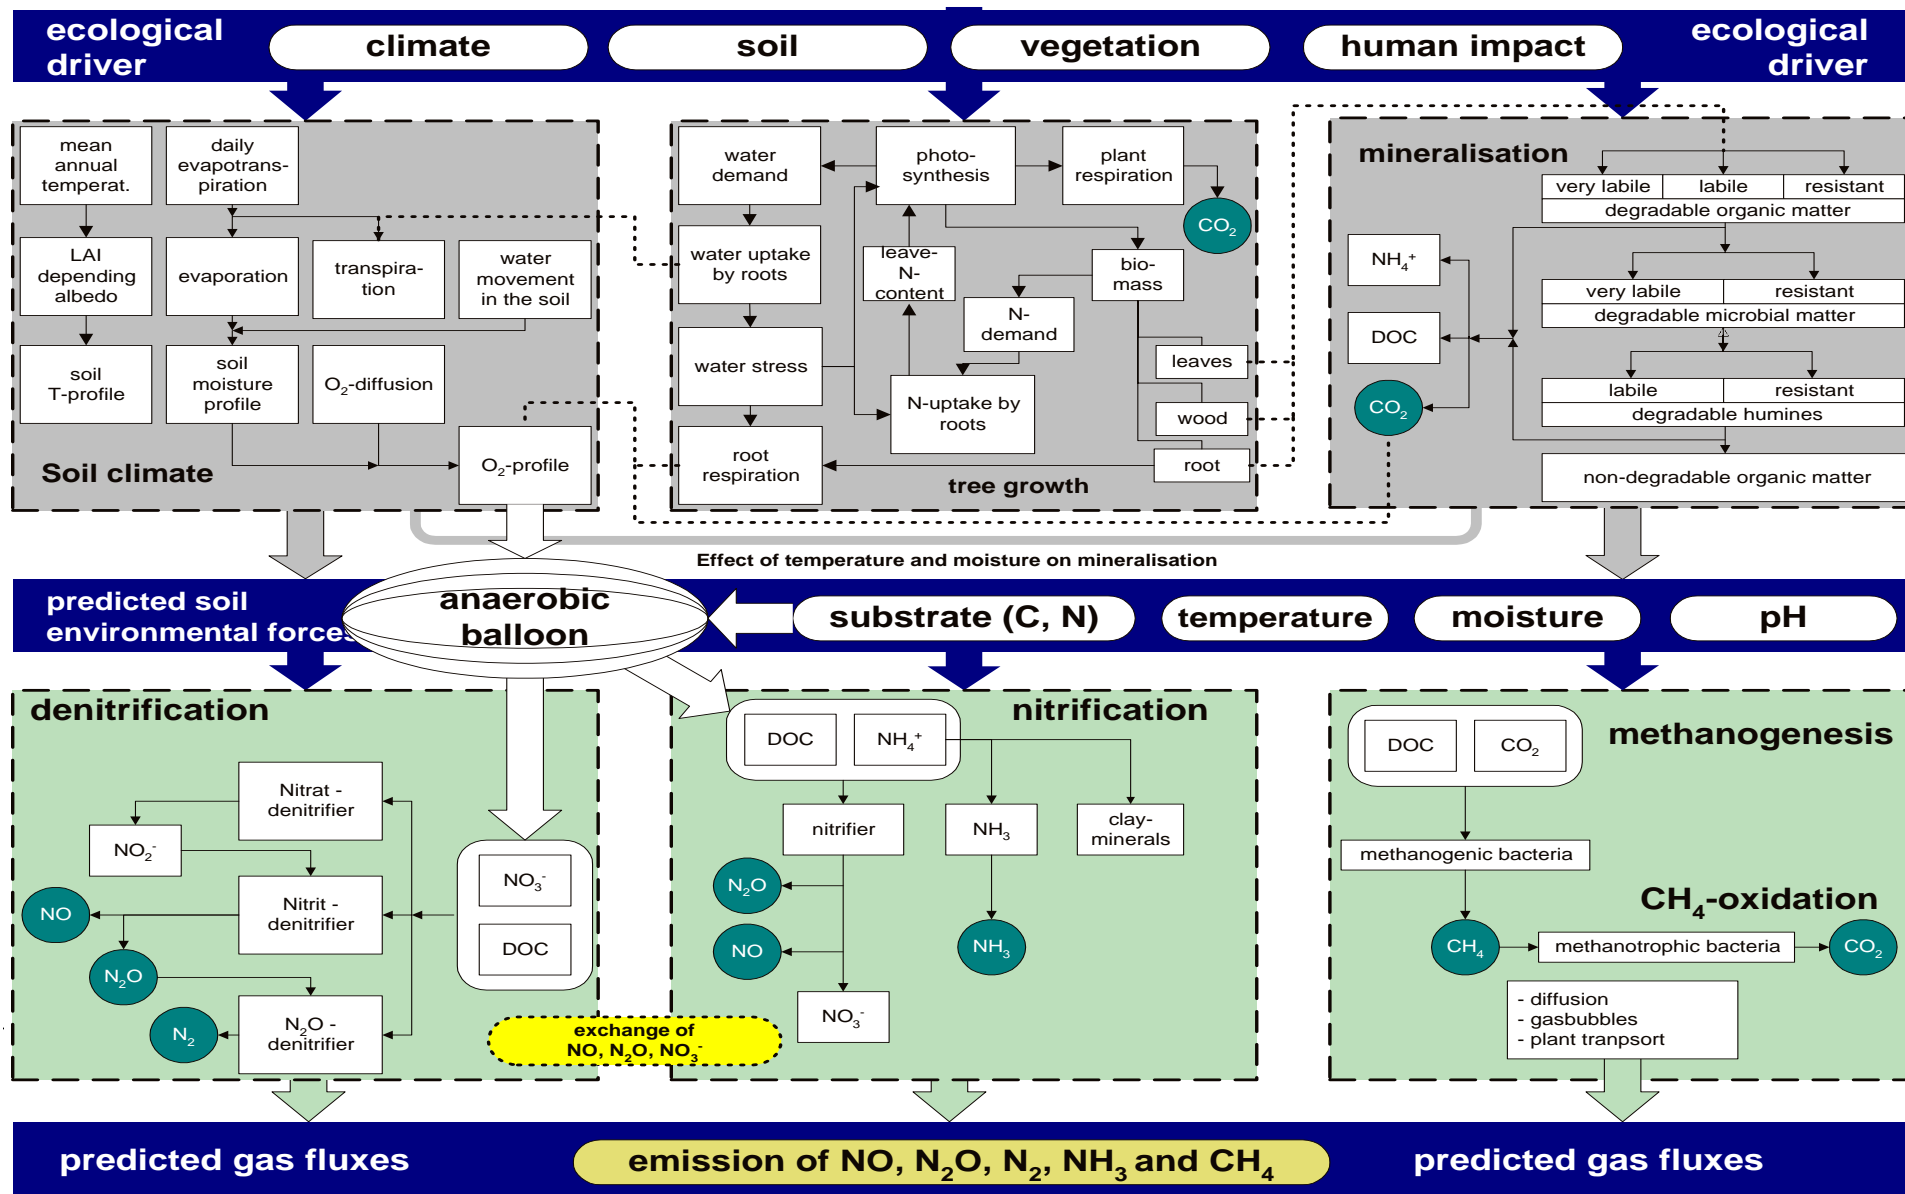 ecological
driver
climate
soil
vegetation
human impact
ecological
driver
mean
annual
temperat.
daily
evapotrans-
piration
LAI
depending
albedo
evaporation
transpira-
tion
water
movement
in the soil
soil
T-profile
soil
moisture
profile
O₂-diffusion
O₂-profile
Soil climate
water
demand
photo-
synthesis
plant
respiration
CO₂
water uptake
by roots
leave-
N-
content
bio-
mass
N-
demand
water stress
leaves
N-uptake by
roots
wood
root
respiration
root
tree growth
mineralisation
very labile
labile
resistant
degradable organic matter
NH₄⁺
very labile
resistant
degradable microbial matter
DOC
labile
resistant
CO₂
degradable humines
non-degradable organic matter
Effect of temperature and moisture on mineralisation
predicted soil
environmental forces
anaerobic
balloon
substrate (C, N)
temperature
moisture
pH
denitrification
Nitrat -
denitrifier
NO₂⁻
NO₃⁻
NO
Nitrit -
denitrifier
DOC
N₂O
N₂
N₂O -
denitrifier
exchange of
NO, N₂O, NO₃⁻
nitrification
DOC
NH₄⁺
nitrifier
NH₃
clay-
minerals
N₂O
NO
NH₃
NO₃⁻
methanogenesis
DOC
CO₂
methanogenic bacteria
CH₄-oxidation
CH₄
methanotrophic bacteria
CO₂
- diffusion
- gasbubbles
- plant tranpsort
predicted gas fluxes
emission of NO, N₂O, N₂, NH₃ and CH₄
predicted gas fluxes